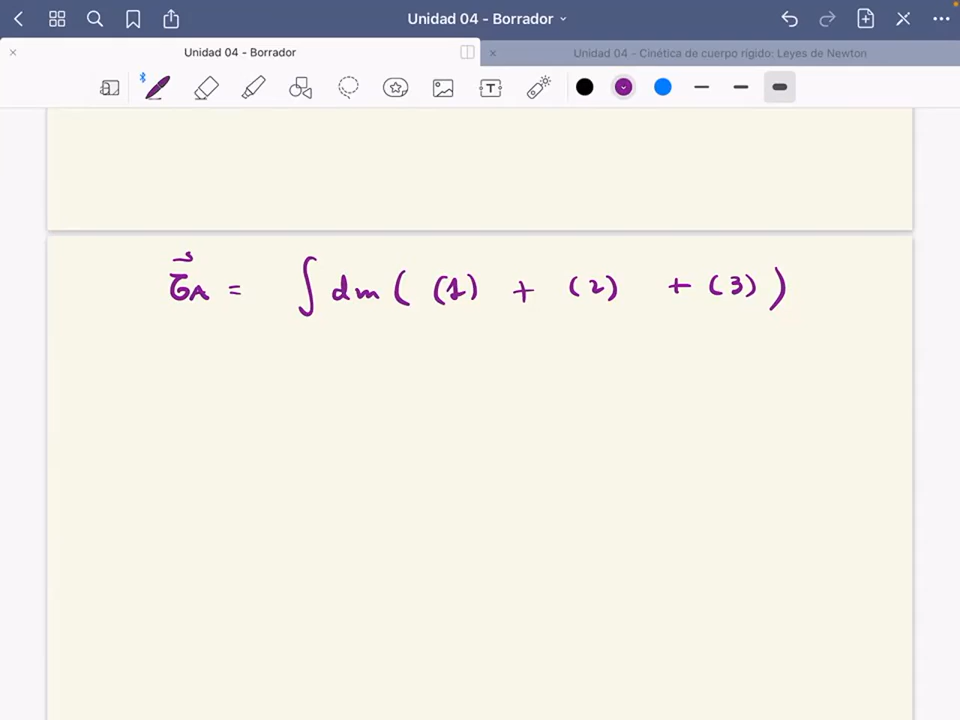 Unidad 04 - Borrador
Unidad 04 - Borrador
Unidad 04 - Cinética de cuerpo rígido: Leyes de Newton
T
τ⃗A = ∫ dm ( (1) + (2) + (3) )